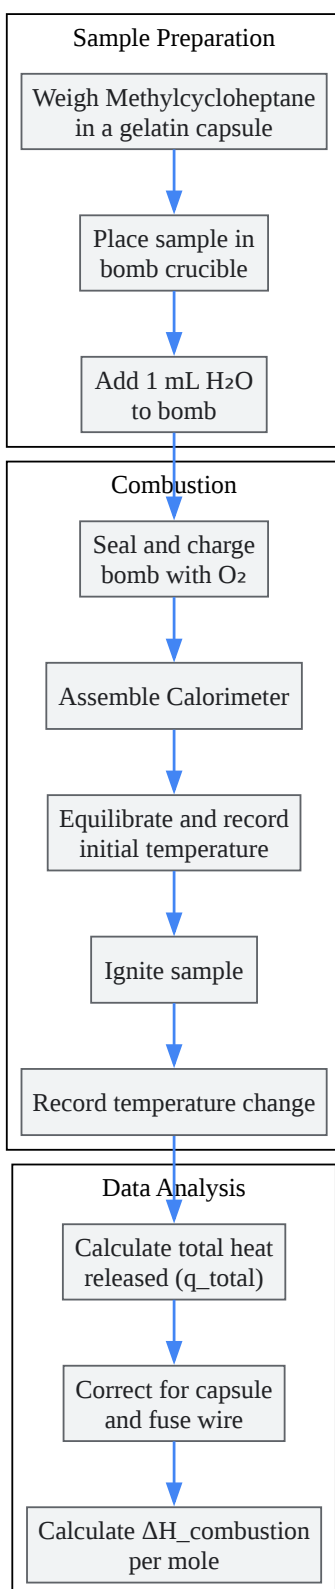 Sample Preparation
Weigh Methylcycloheptane
in a gelatin capsule
Place sample in
bomb crucible
Add 1 mL H₂O
to bomb
Combustion
Seal and charge
bomb with O₂
Assemble Calorimeter
Equilibrate and record
initial temperature
Ignite sample
Record temperature change
Data Analysis
Calculate total heat
released (q_total)
Correct for capsule
and fuse wire
Calculate ΔH_combustion
per mole